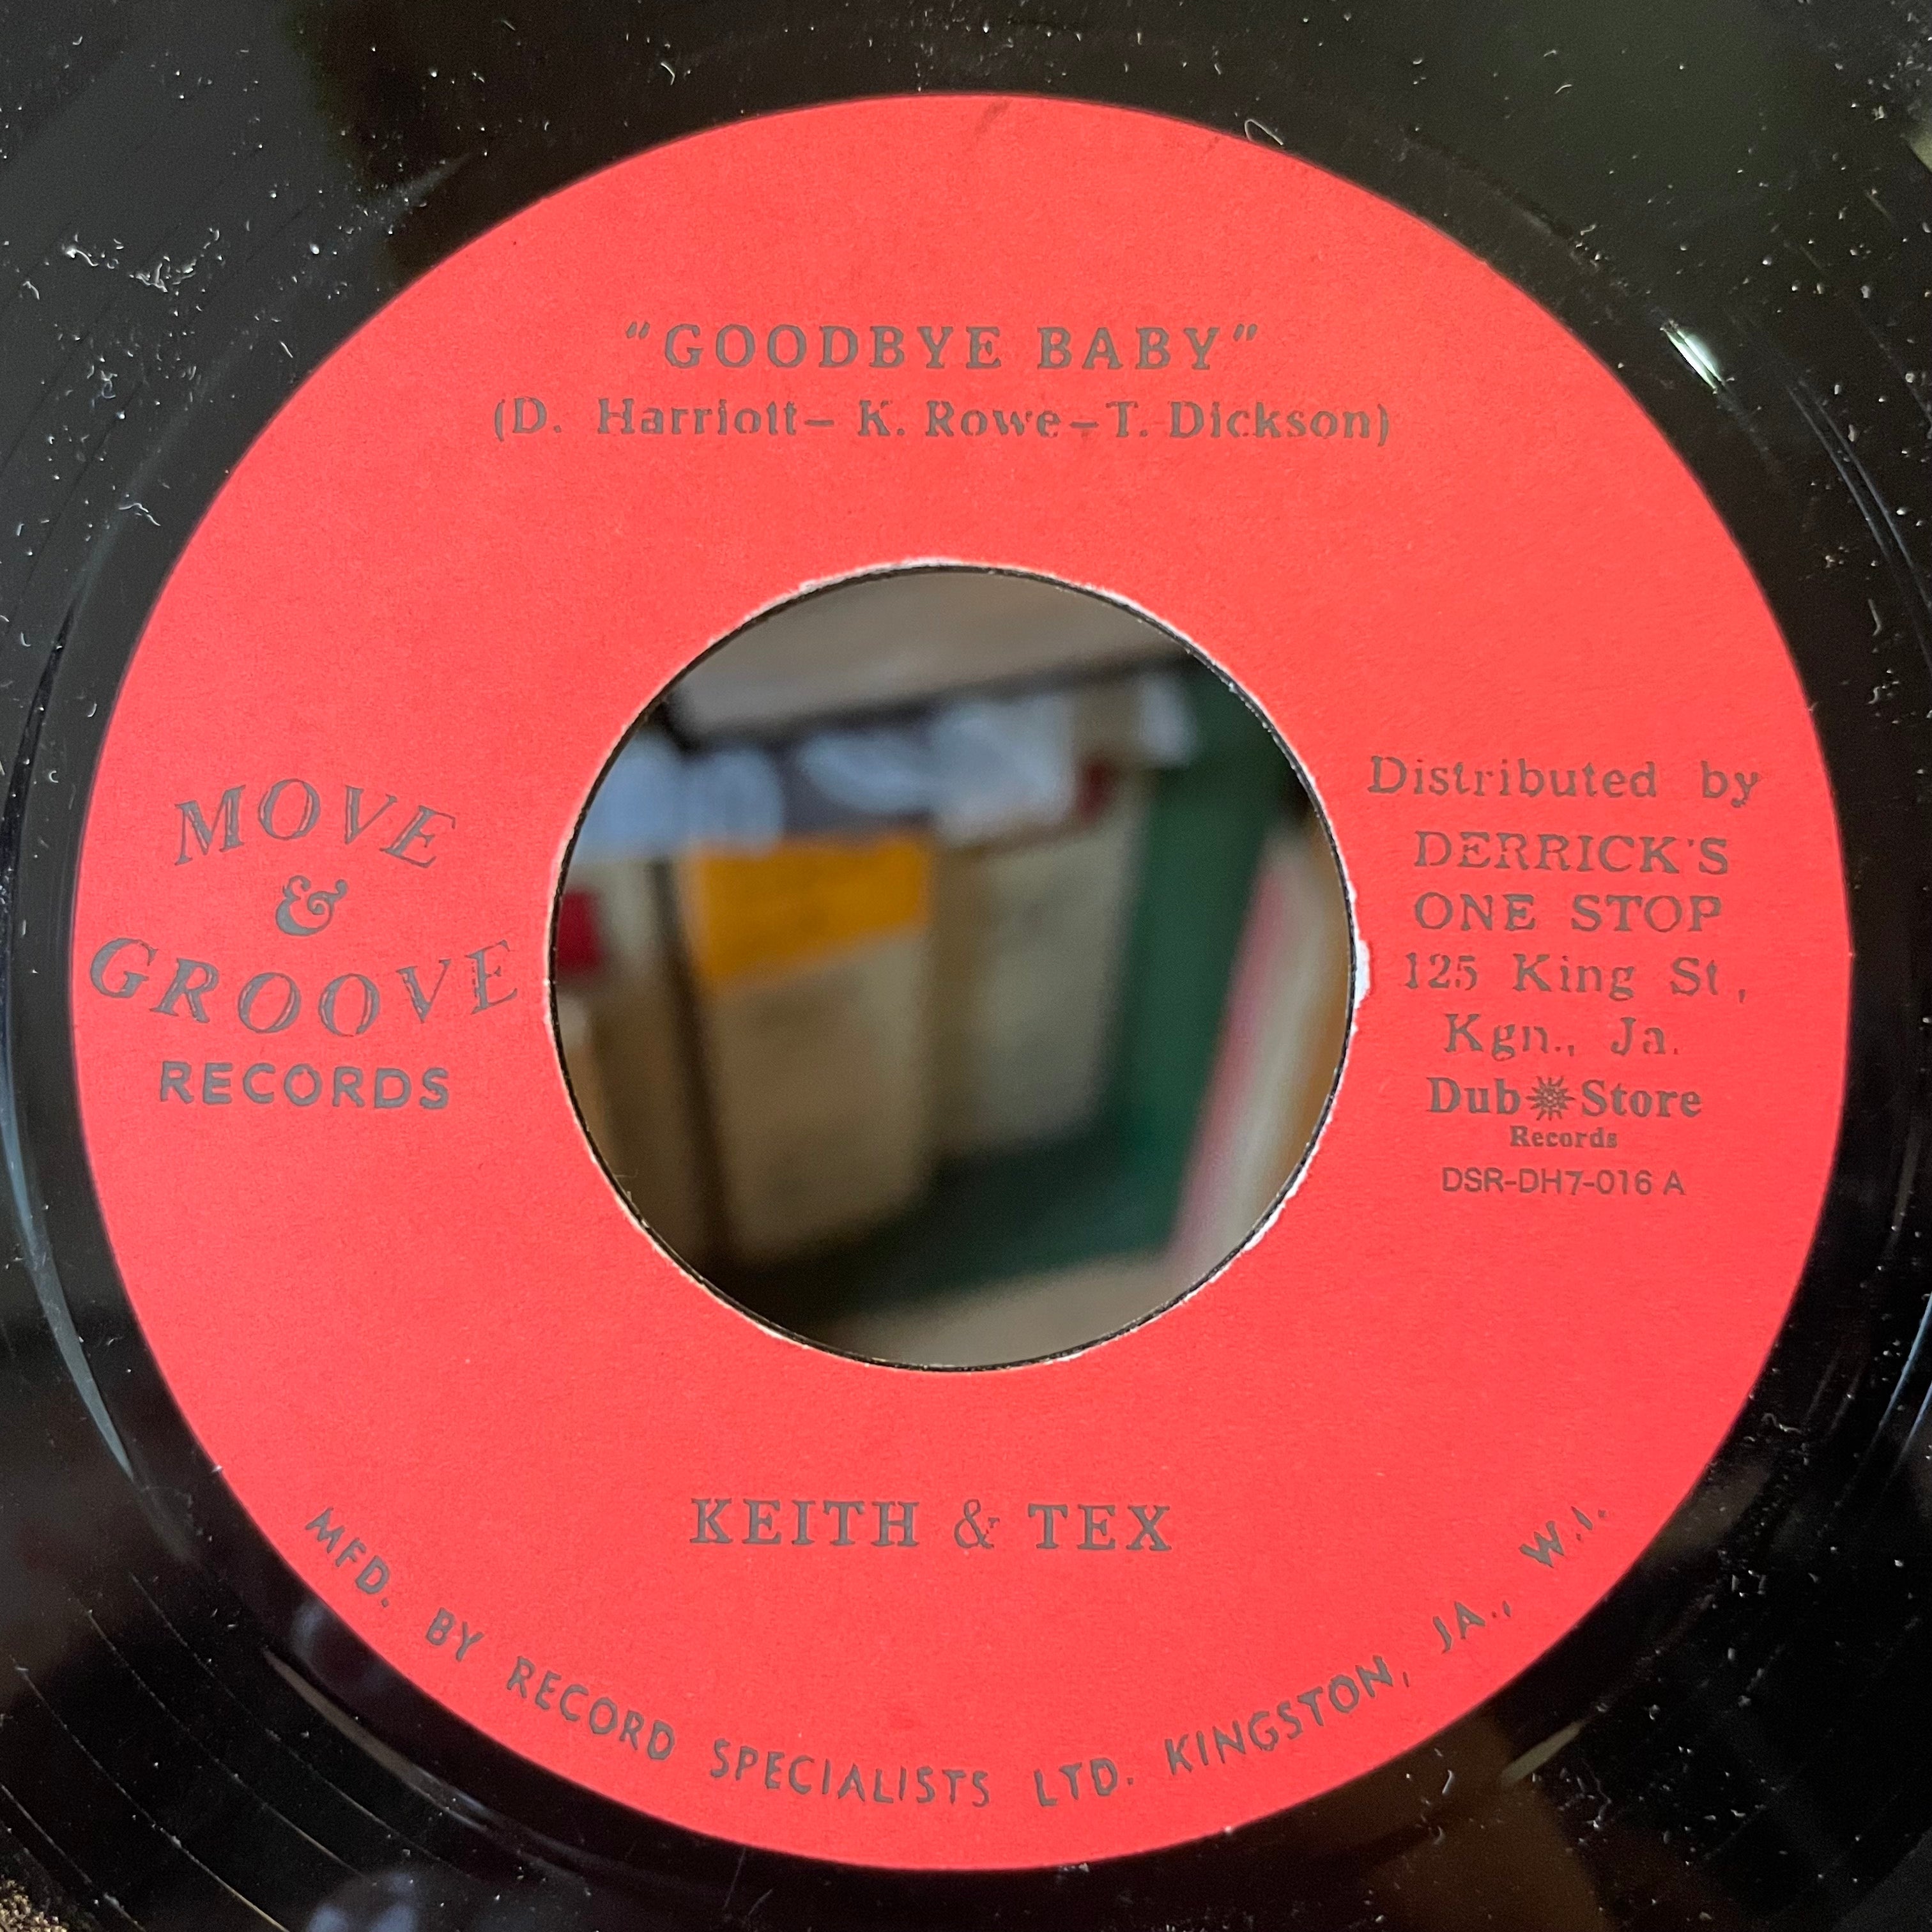 "GOODBYE BABY"
(D. Harriott- K. Rowe-T. Dickson)
MOVE
&
GROOVE
RECORDS
Distributed by
DERRICK'S
ONE STOP
125 King St,
Kgn., Ja.
Dub Store
Records
DSR-DH7-016 A
KEITH & TEX
MFD. BY RECORD SPECIALISTS LTD. KINGSTON, JA., W.I.